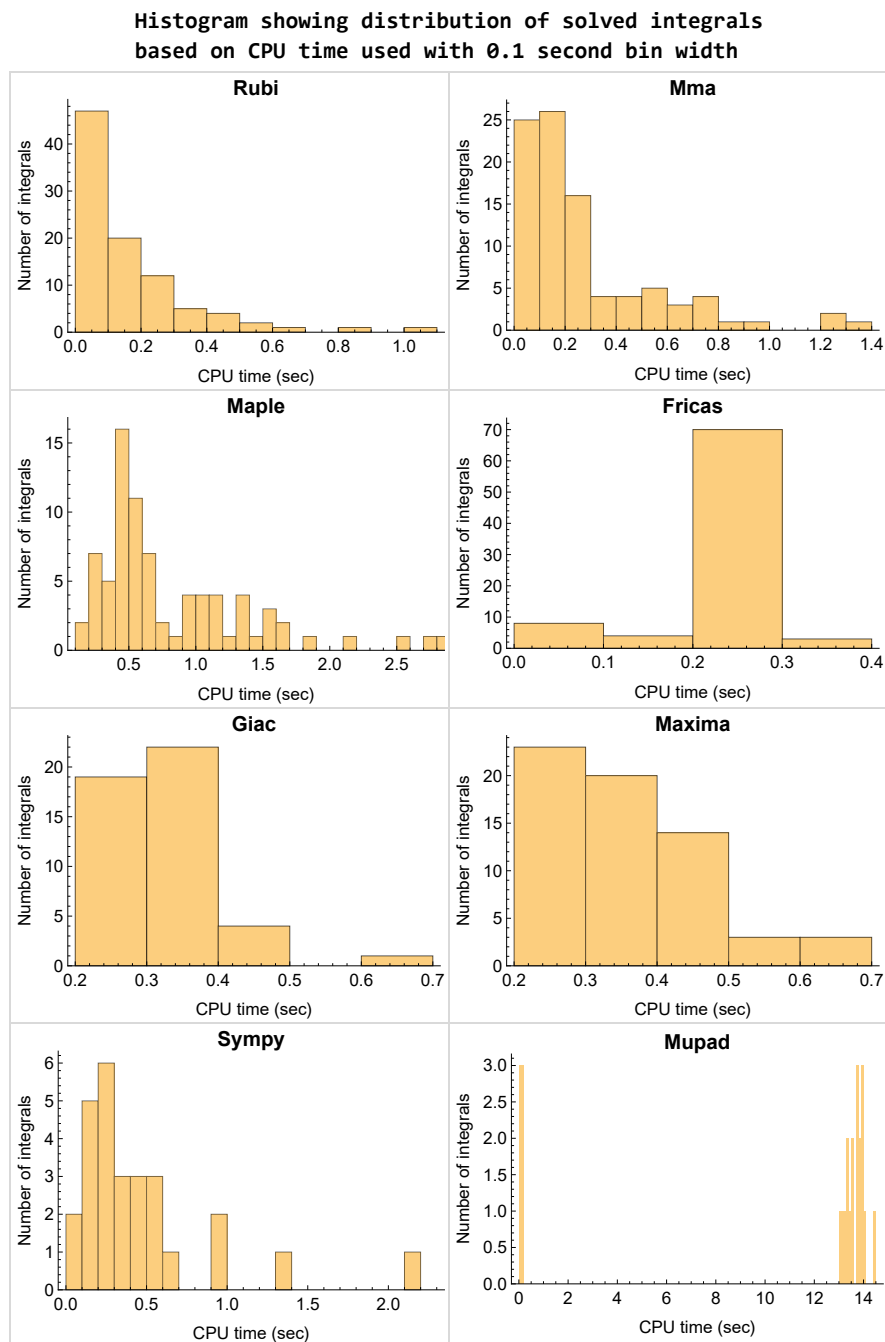 Histogram showing distribution of solved integrals
based on CPU time used with 0.1 second bin width
Rubi
Number of integrals
40
30
20
10
0
0.0 0.2 0.4 0.6 0.8 1.0
CPU time (sec)
Mma
Number of integrals
25
20
15
10
5
0
0.0 0.2 0.4 0.6 0.8 1.0 1.2 1.4
CPU time (sec)
Maple
Number of integrals
15
10
5
0
0.5 1.0 1.5 2.0 2.5
CPU time (sec)
Fricas
Number of integrals
70
60
50
40
30
20
10
0
0.0 0.1 0.2 0.3 0.4
CPU time (sec)
Giac
Number of integrals
20
15
10
5
0
0.2 0.3 0.4 0.5 0.6 0.7
CPU time (sec)
Maxima
Number of integrals
20
15
10
5
0
0.2 0.3 0.4 0.5 0.6 0.7
CPU time (sec)
Sympy
Number of integrals
6
5
4
3
2
1
0
0.0 0.5 1.0 1.5 2.0
CPU time (sec)
Mupad
Number of integrals
3.0
2.5
2.0
1.5
1.0
0.5
0.0
0 2 4 6 8 10 12 14
CPU time (sec)